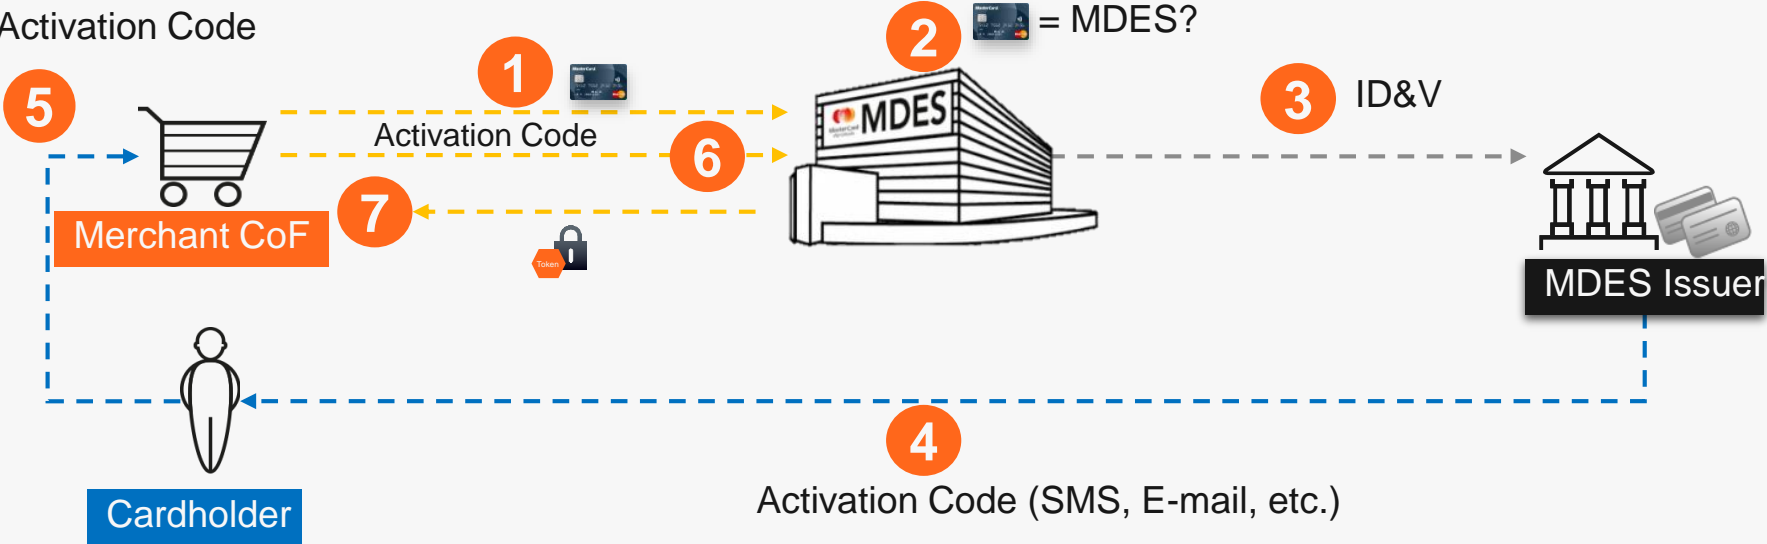 Activation Code
2
= MDES?
1
5
3
ID&V
MDES
Activation Code
6
7
Merchant CoF
Token
MDES Issuer
4
Activation Code (SMS, E-mail, etc.)
Cardholder